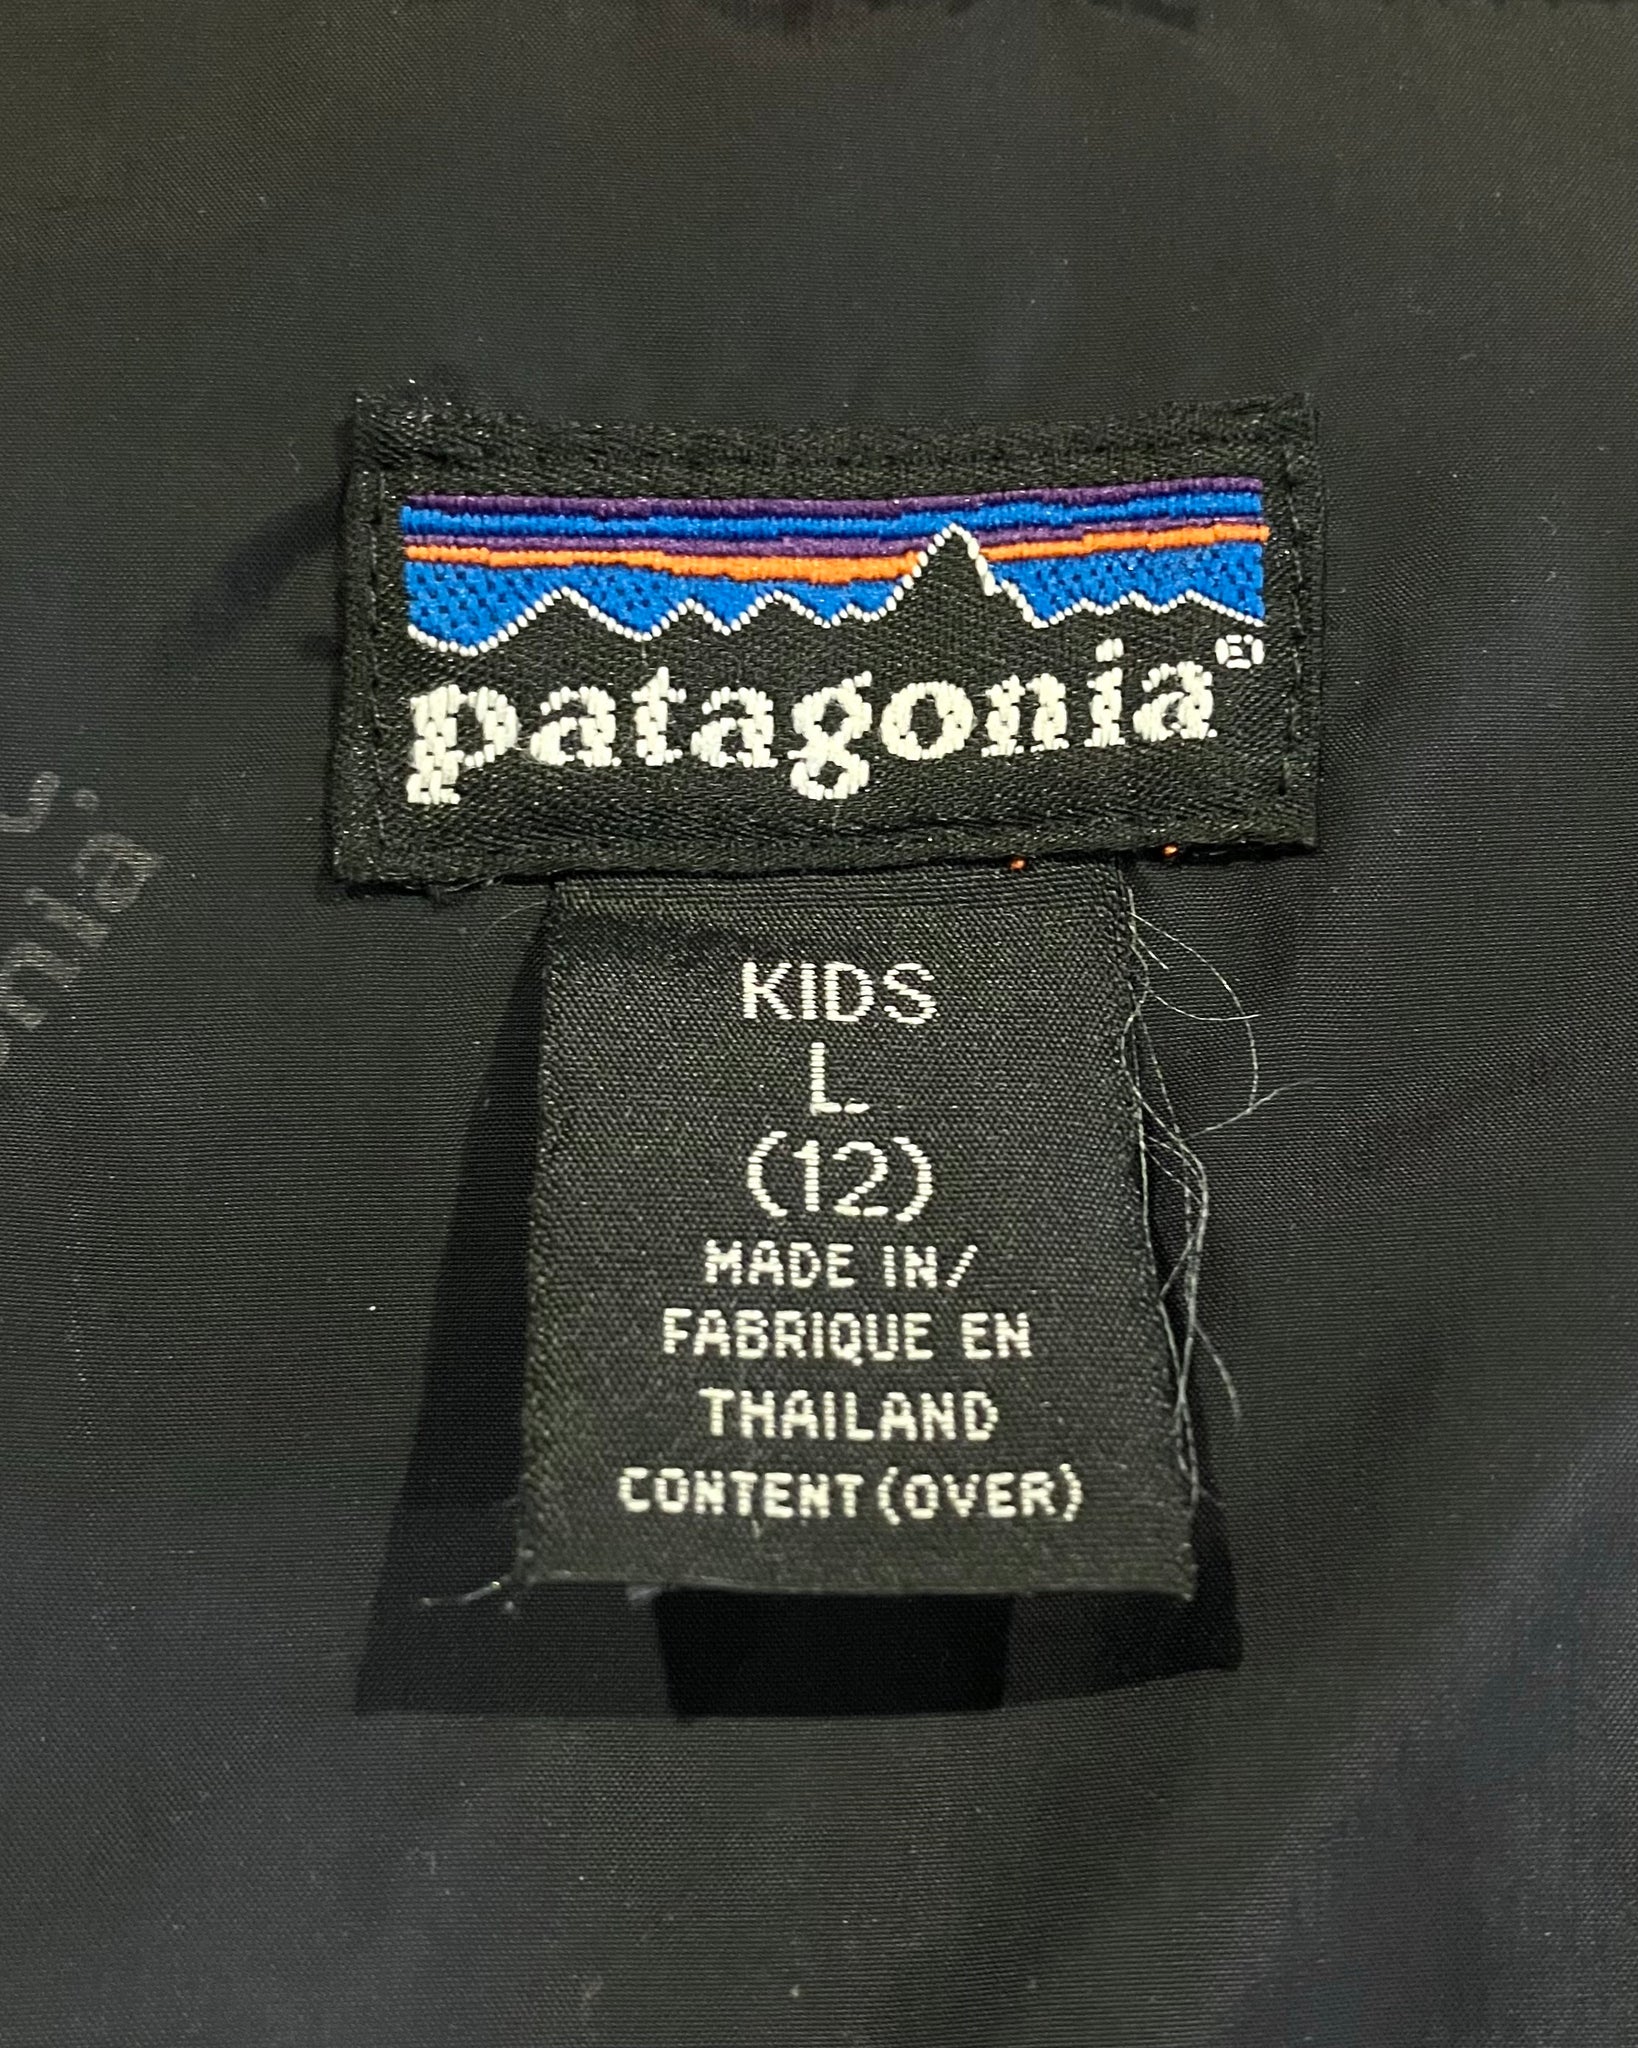 patagonia®
KIDS
L
(12)
MADE IN/
FABRIQUE EN
THAILAND
CONTENT (OVER)